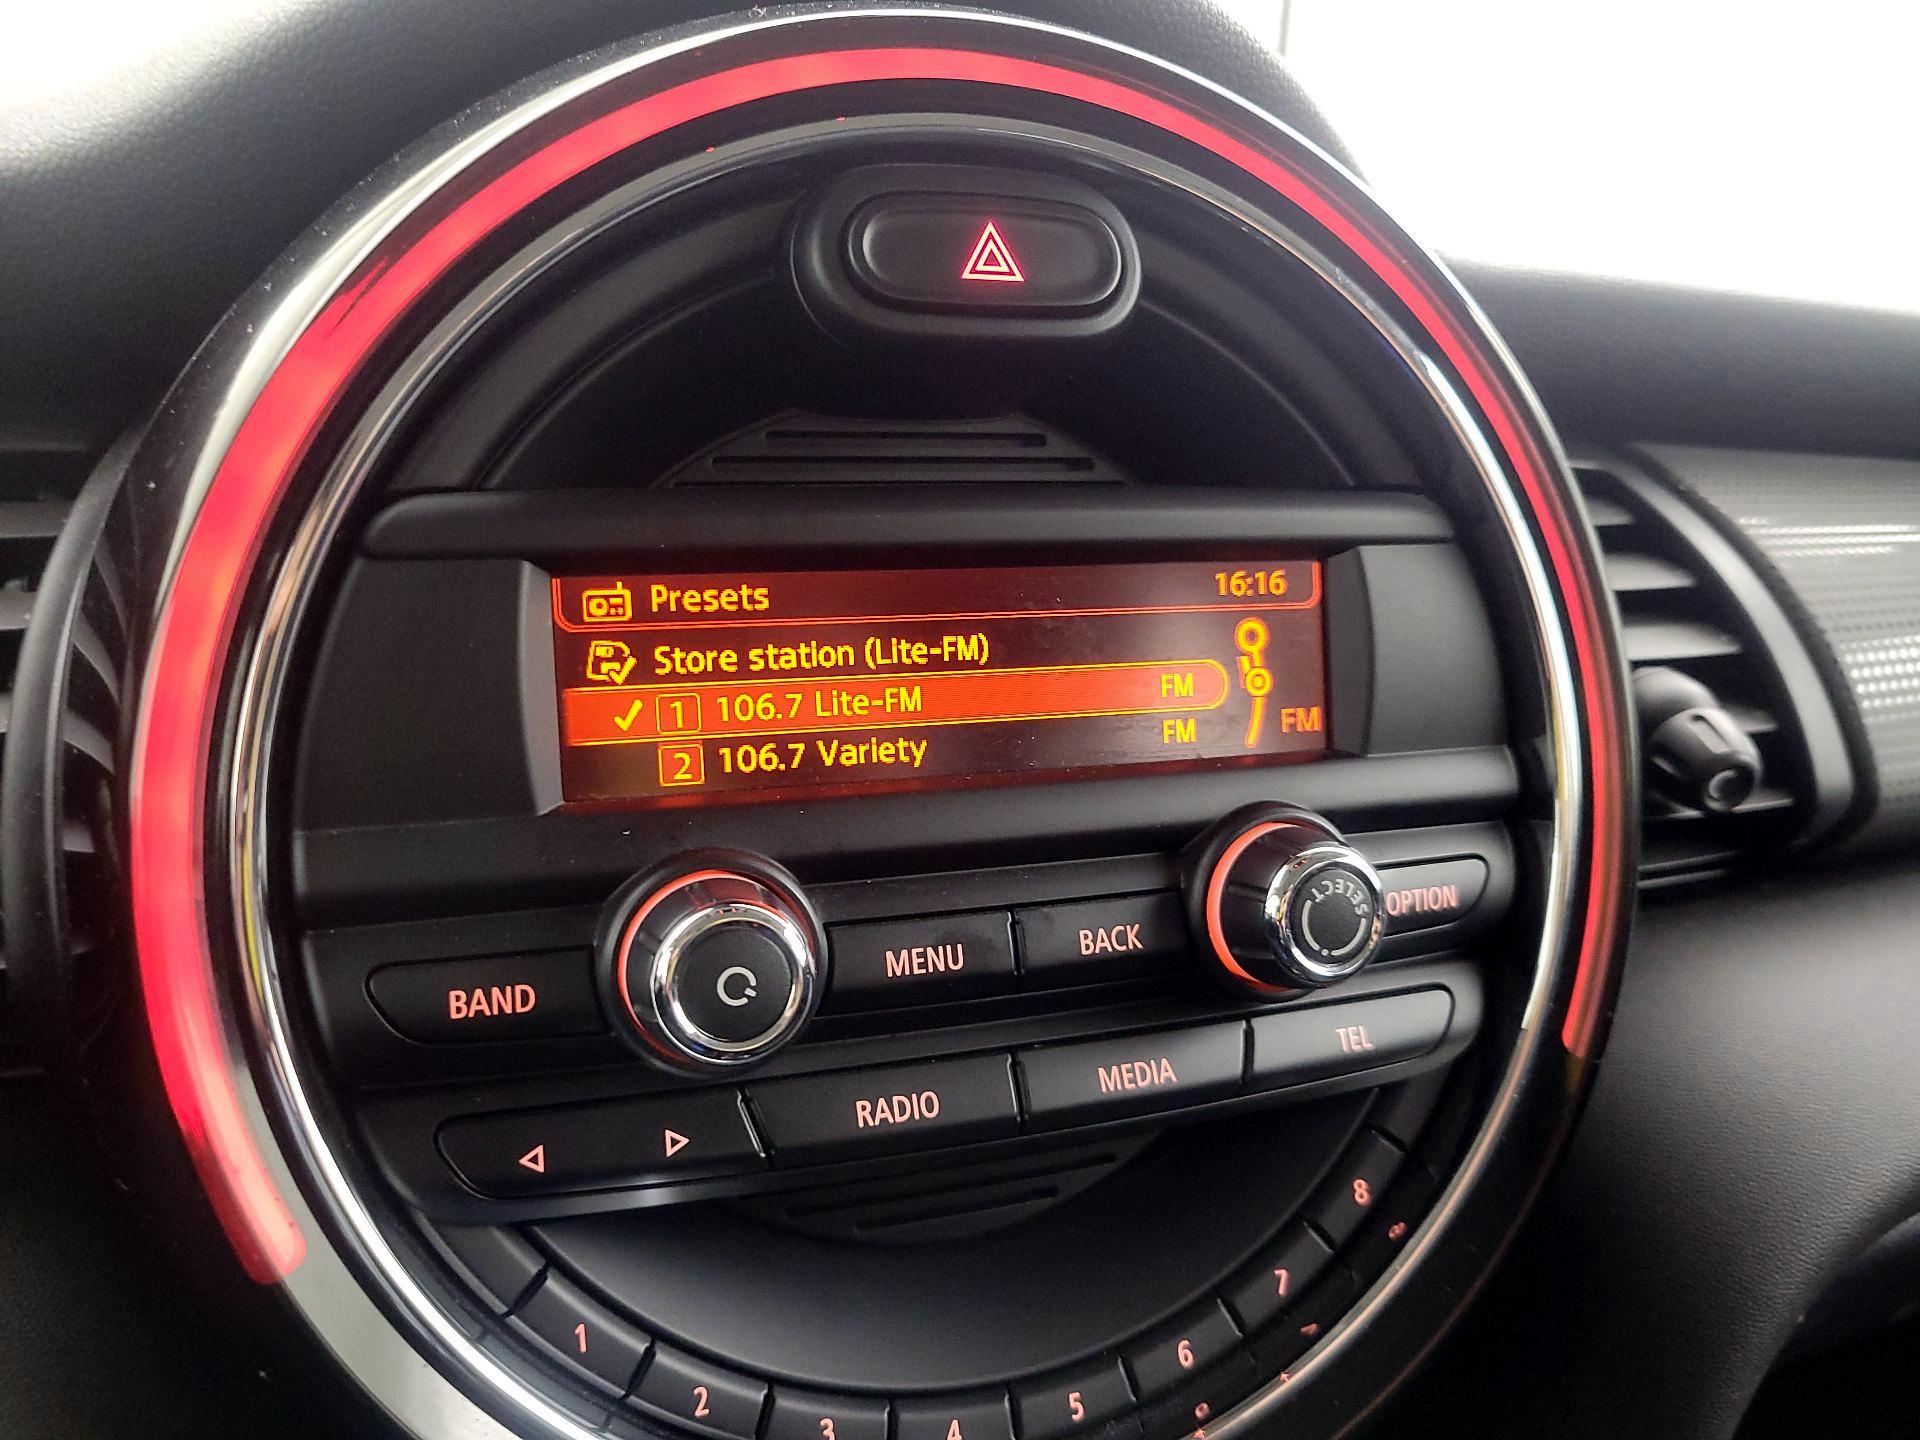 Presets 16:16
Store station (Lite-FM)
1 106.7 Lite-FM FM
2 106.7 Variety FM
FM
SELECT
OPTION
BAND MENU BACK
RADIO MEDIA TEL
1 2 3 4 5 6 7 8